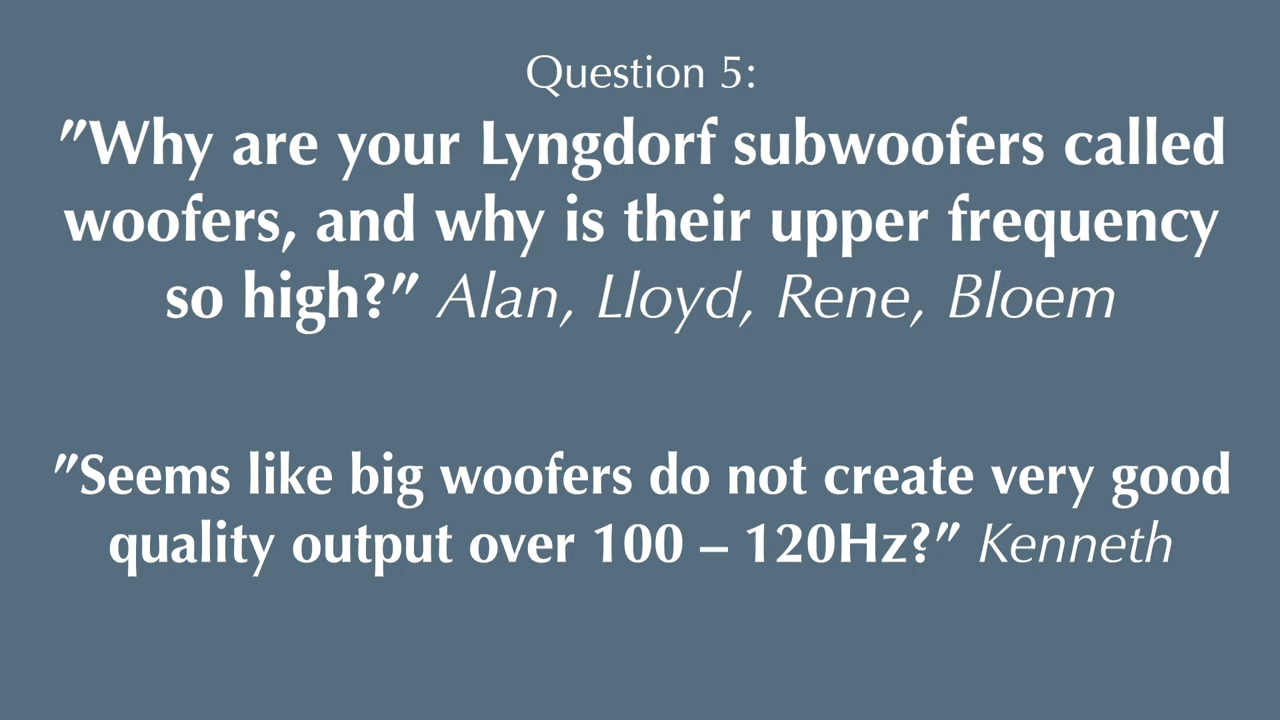 Question 5:
”Why are your Lyngdorf subwoofers called
woofers, and why is their upper frequency
so high?” Alan, Lloyd, Rene, Bloem
”Seems like big woofers do not create very good
quality output over 100 – 120Hz?” Kenneth